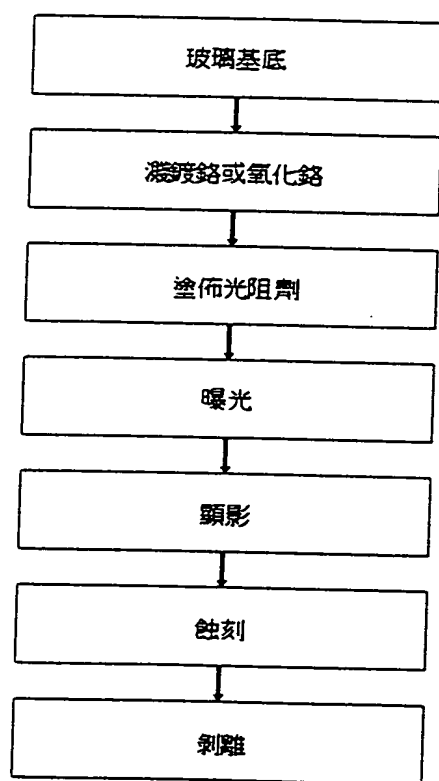 玻璃基底
濺鍍鉻或氧化鉻
塗佈光阻劑
曝光
顯影
蝕刻
剝離